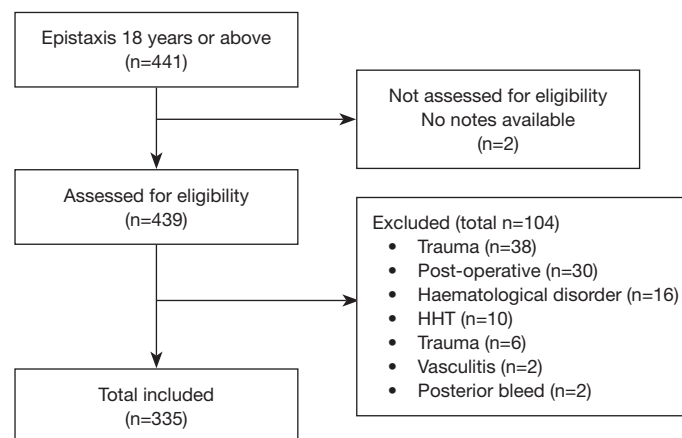 Epistaxis 18 years or above
(n=441)
Not assessed for eligibility
No notes available
(n=2)
Assessed for eligibility
(n=439)
Excluded (total n=104)
• Trauma (n=38)
• Post-operative (n=30)
• Haematological disorder (n=16)
• HHT (n=10)
• Trauma (n=6)
• Vasculitis (n=2)
• Posterior bleed (n=2)
Total included
(n=335)